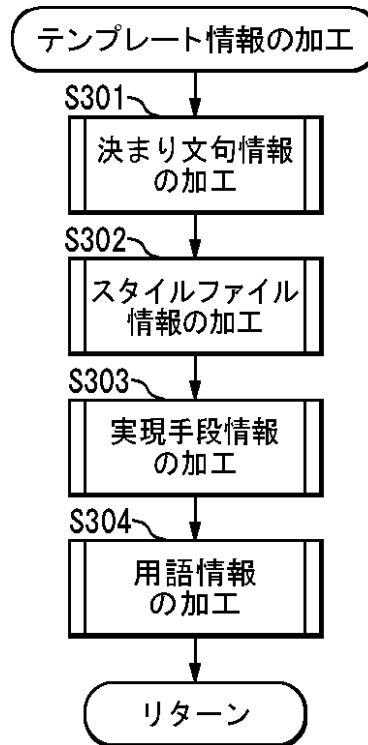 テンプレート情報の加工
S301
決まり文句情報
の加工
S302
スタイルファイル
情報の加工
S303
実現手段情報
の加工
S304
用語情報
の加工
リターン